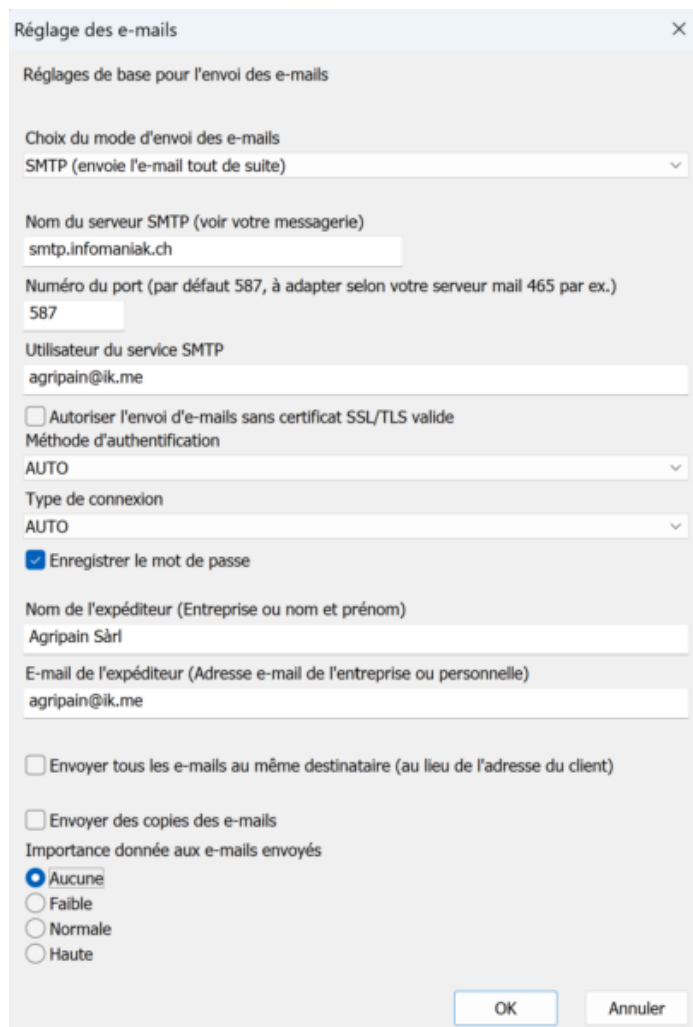 Réglage des e-mails
Réglages de base pour l'envoi des e-mails
Choix du mode d'envoi des e-mails
SMTP (envoie l'e-mail tout de suite)
Nom du serveur SMTP (voir votre messagerie)
smtp.infomaniak.ch
Numéro du port (par défaut 587, à adapter selon votre serveur mail 465 par ex.)
587
Utilisateur du service SMTP
agripain@ik.me
Autoriser l'envoi d'e-mails sans certificat SSL/TLS valide
Méthode d'authentification
AUTO
Type de connexion
AUTO
Enregistrer le mot de passe
Nom de l'expéditeur (Entreprise ou nom et prénom)
Agripain Sàrl
E-mail de l'expéditeur (Adresse e-mail de l'entreprise ou personnelle)
agripain@ik.me
Envoyer tous les e-mails au même destinataire (au lieu de l'adresse du client)
Envoyer des copies des e-mails
Importance donnée aux e-mails envoyés
Aucune
Faible
Normale
Haute
OK Annuler